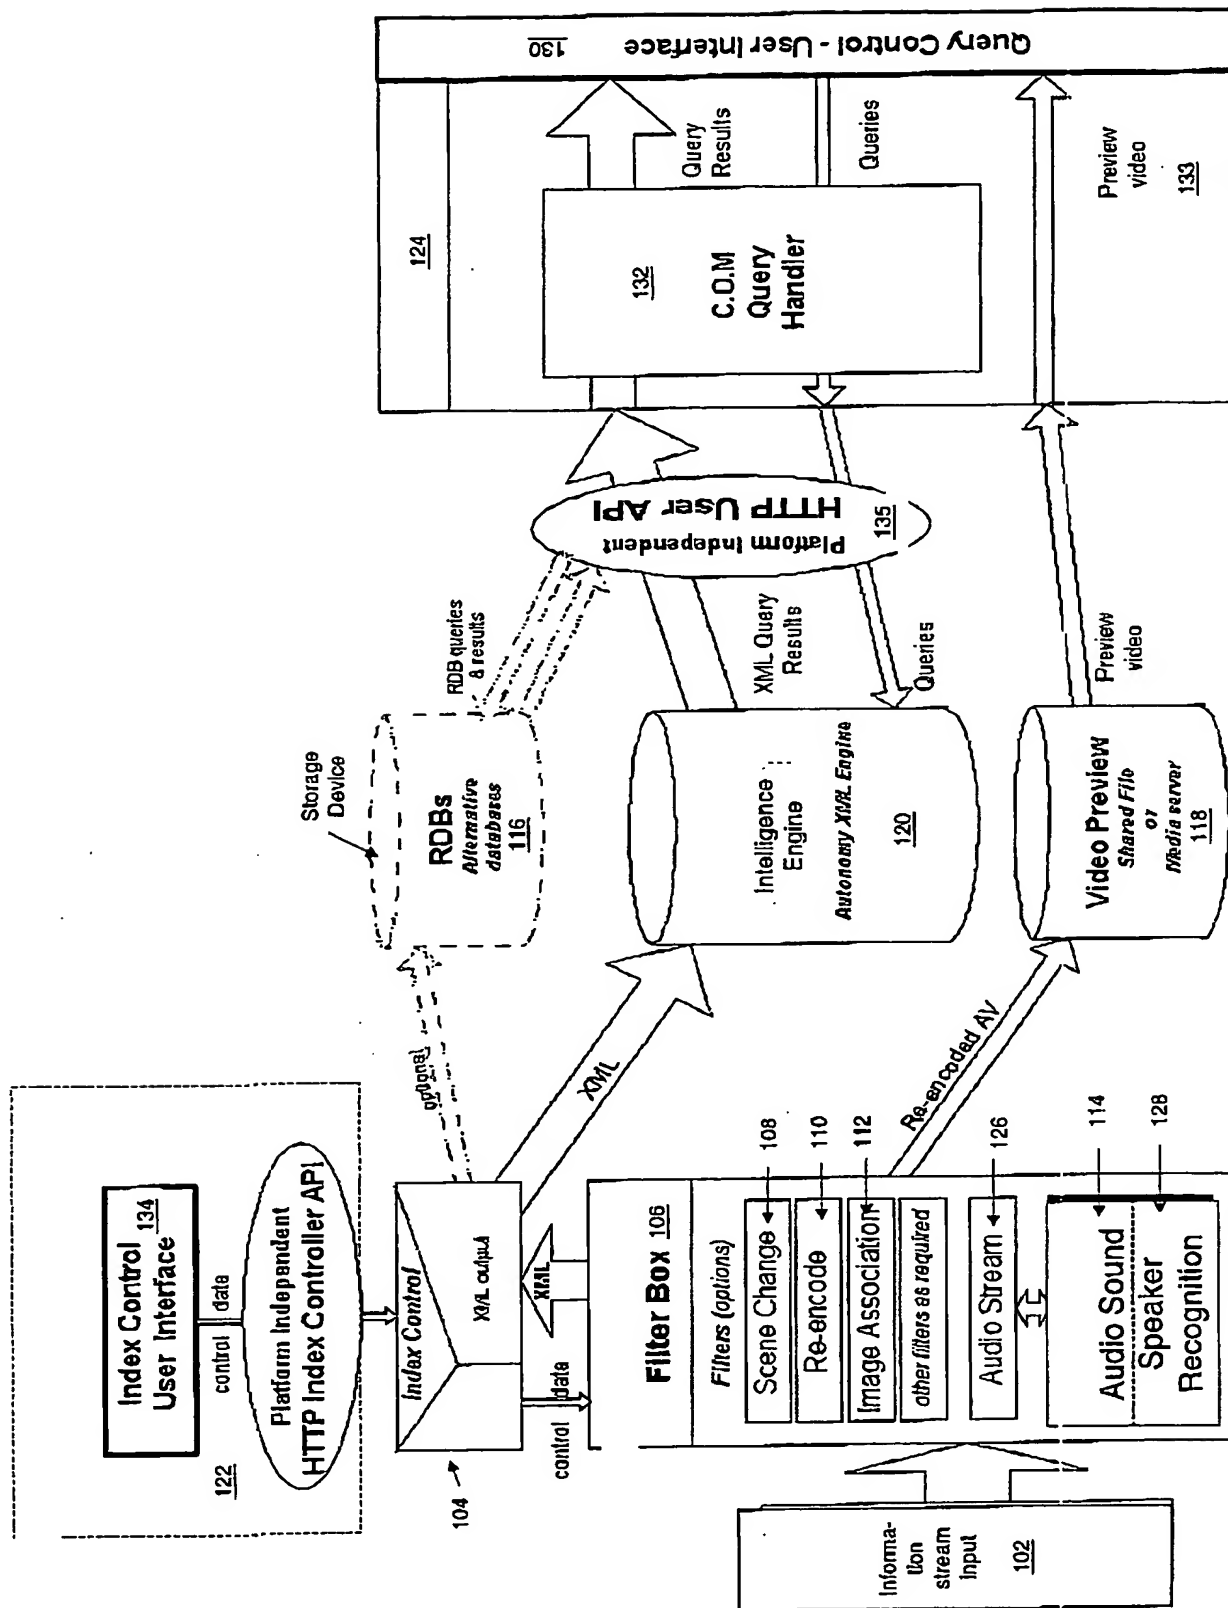 Index Control 134
User Interface
control
date
122
Platform Independent
HTTP Index Controller API
104
Index Control
XML output
XML
control
date
Filter Box 106
Filters (options)
Scene Change
Re-encode
Image Association
other filters as required
Audio Stream
Audio Sound
Speaker
Recognition
108
110
112
126
114
128
Informa-
tion
stream
input
102
optional
XML
Re-encoded AV
Storage
Device
RDBs
Alternative
databases
116
Intelligence
Engine
Autonomy XML Engine
120
Video Preview
Shared File
or
Media server
118
RDB queries
& results
XML Query
Results
Queries
Preview
video
Platform Independent
HTTP User API
135
124
132
C.O.M
Query
Handler
Query
Results
Queries
Preview
video
133
130 Query Control - User Interface